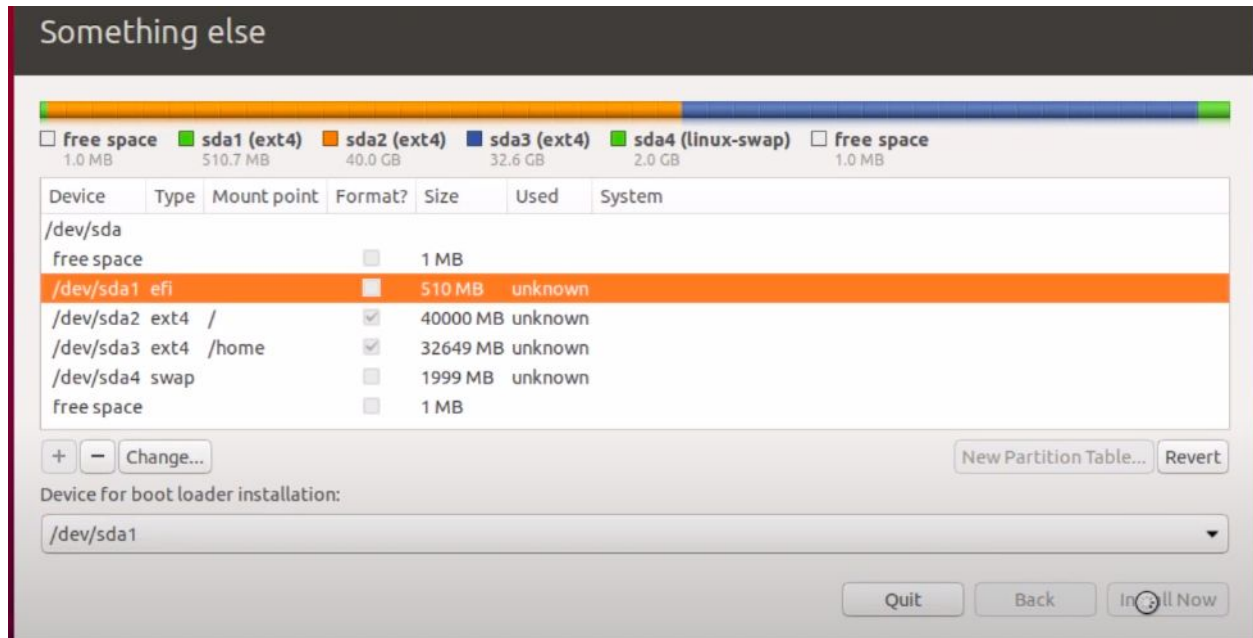 Something else
free space sda1 (ext4) sda2 (ext4) sda3 (ext4) sda4 (linux-swap) free space
1.0 MB 510.7 MB 40.0 GB 32.6 GB 2.0 GB 1.0 MB
Device Type Mount point Format? Size Used System
/dev/sda
free space 1 MB
/dev/sda1 efi 510 MB unknown
/dev/sda2 ext4 / 40000 MB unknown
/dev/sda3 ext4 /home 32649 MB unknown
/dev/sda4 swap 1999 MB unknown
free space 1 MB
+ − Change... New Partition Table... Revert
Device for boot loader installation:
/dev/sda1
Quit Back Install Now